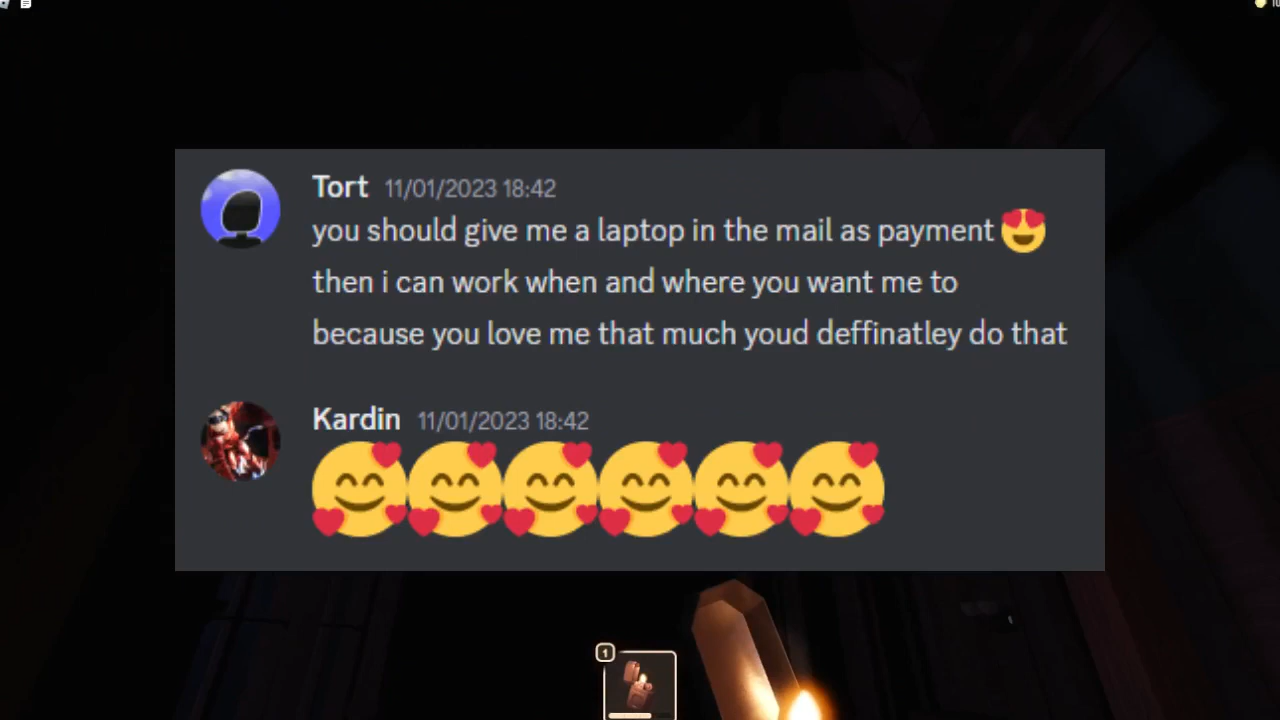 Tort 11/01/2023 18:42
you should give me a laptop in the mail as payment 😍
then i can work when and where you want me to
because you love me that much youd deffinatley do that
Kardin 11/01/2023 18:42
🥰🥰🥰🥰🥰🥰
1